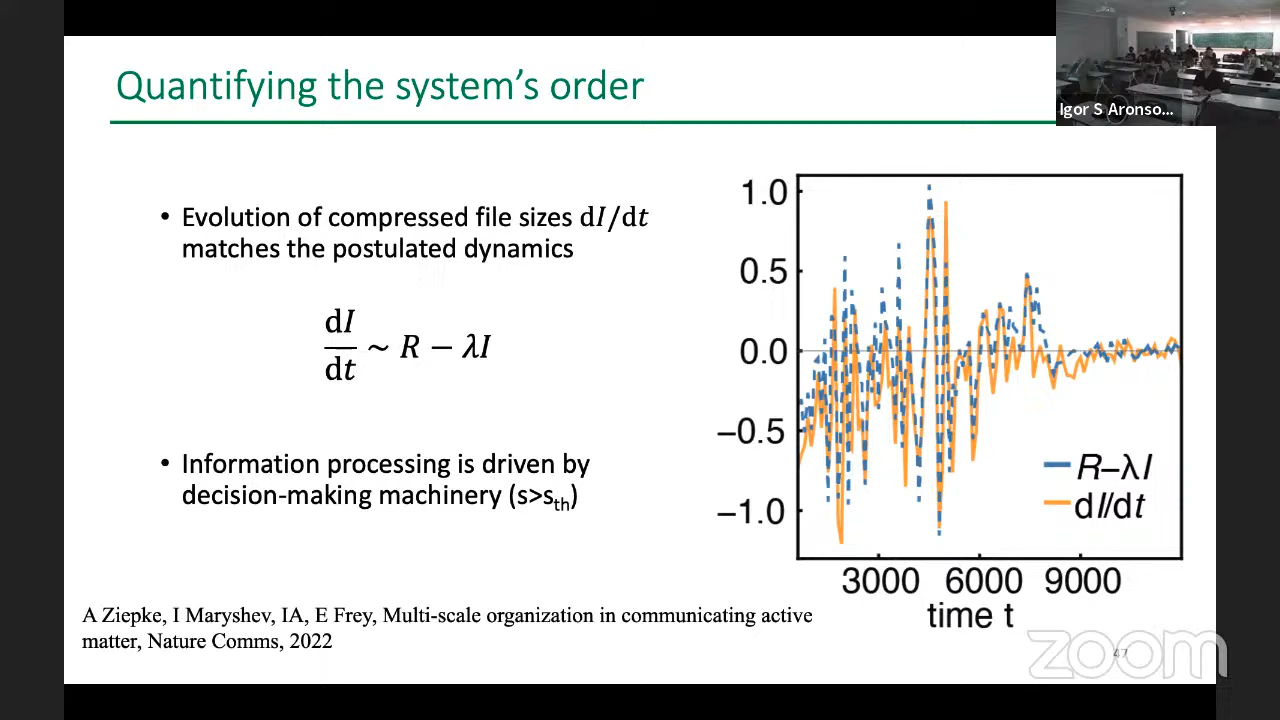 Quantifying the system's order
Igor S Aronso...
• Evolution of compressed file sizes dI/dt
matches the postulated dynamics
dI
dt
~ R − λI
• Information processing is driven by
decision-making machinery (s>sth)
1.0
0.5
0.0
−0.5
−1.0
R−λI
dI/dt
3000 6000 9000
time t
A Ziepke, I Maryshev, IA, E Frey, Multi-scale organization in communicating active
matter, Nature Comms, 2022
47
zoom